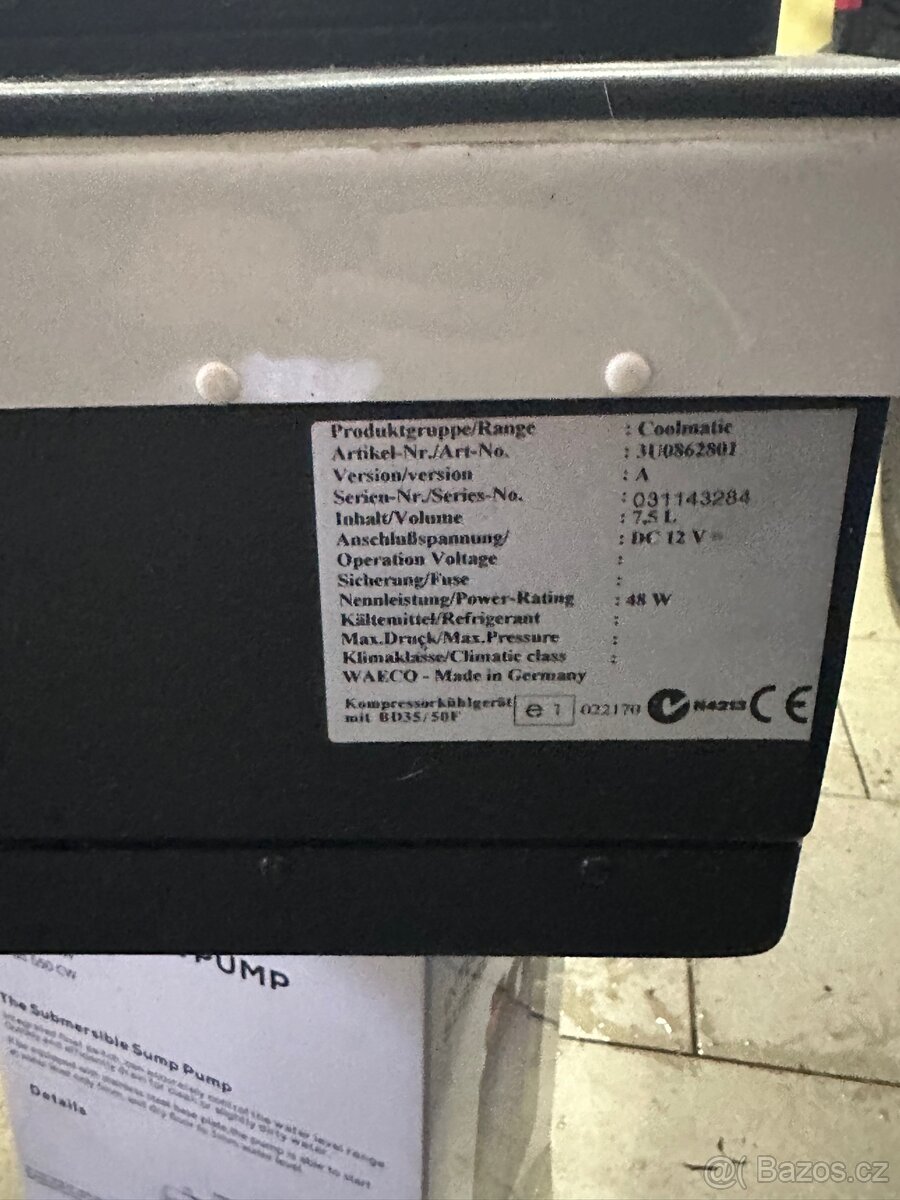 Produktgruppe/Range : Coolmatic
Artikel-Nr./Art-No. : 3U0862801
Version/version : A
Serien-Nr./Series-No. : 031143284
Inhalt/Volume : 7,5 L
Anschlußspannung/ : DC 12 V
Operation Voltage :
Sicherung/Fuse :
Nennleistung/Power-Rating : 48 W
Kältemittel/Refrigerant :
Max.Druck/Max.Pressure :
Klimaklasse/Climatic class :
WAECO - Made in Germany
Kompressorkühlgerät
mit BD35/50F
e1 022170 N4213 CE
PUMP
The Submersible Sump Pump
Details
Bazos.cz